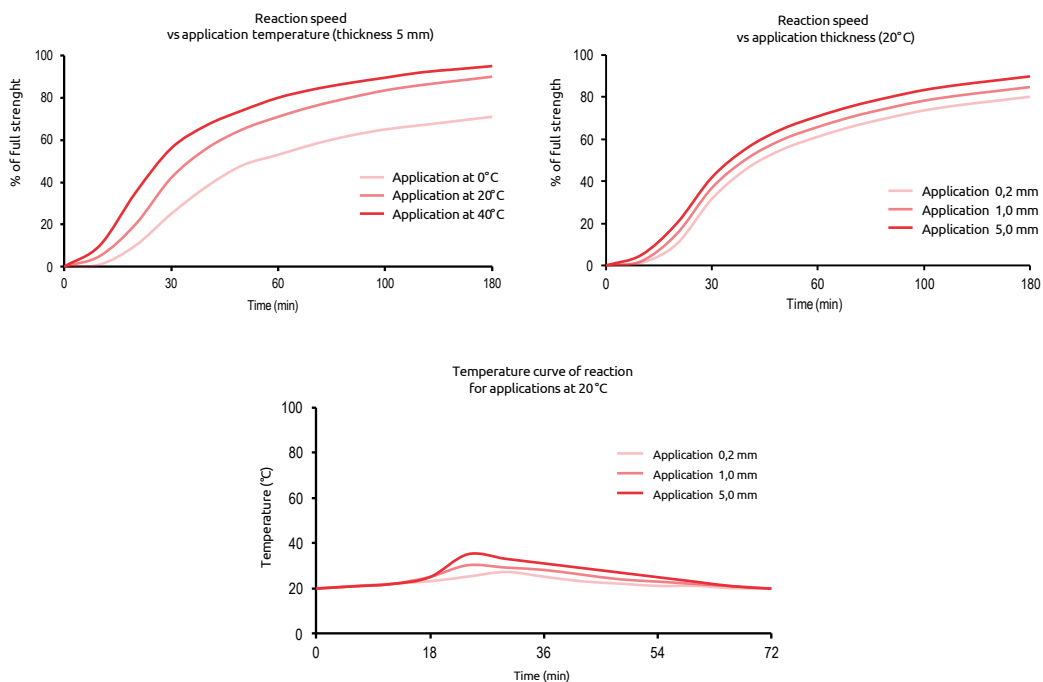 Reaction speed
vs application temperature (thickness 5 mm)
100
80
60
40
20
0
% of full strenght
Application at 0°C
Application at 20°C
Application at 40°C
0
30
60
100
180
Time (min)
Reaction speed
vs application thickness (20°C)
100
80
60
40
20
0
% of full strength
Application 0,2 mm
Application 1,0 mm
Application 5,0 mm
0
30
60
100
180
Time (min)
Temperature curve of reaction
for applications at 20°C
100
80
60
40
20
0
Temperature (°C)
Application 0,2 mm
Application 1,0 mm
Application 5,0 mm
0
18
36
54
72
Time (min)